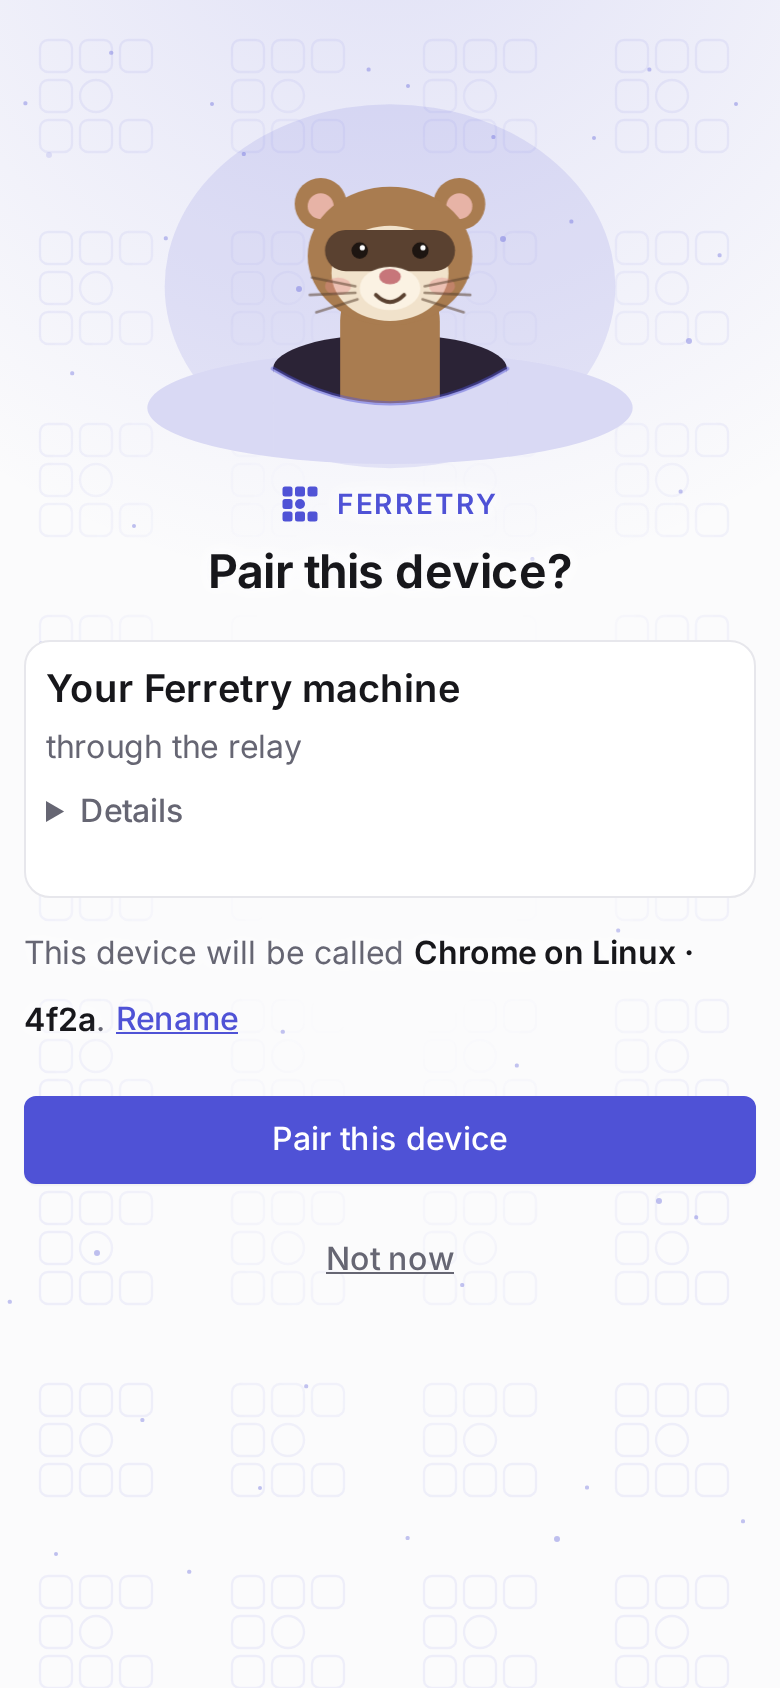 FERRETRY
Pair this device?
Your Ferretry machine
through the relay
Details
This device will be called Chrome on Linux ·
4f2a. Rename
Pair this device
Not now